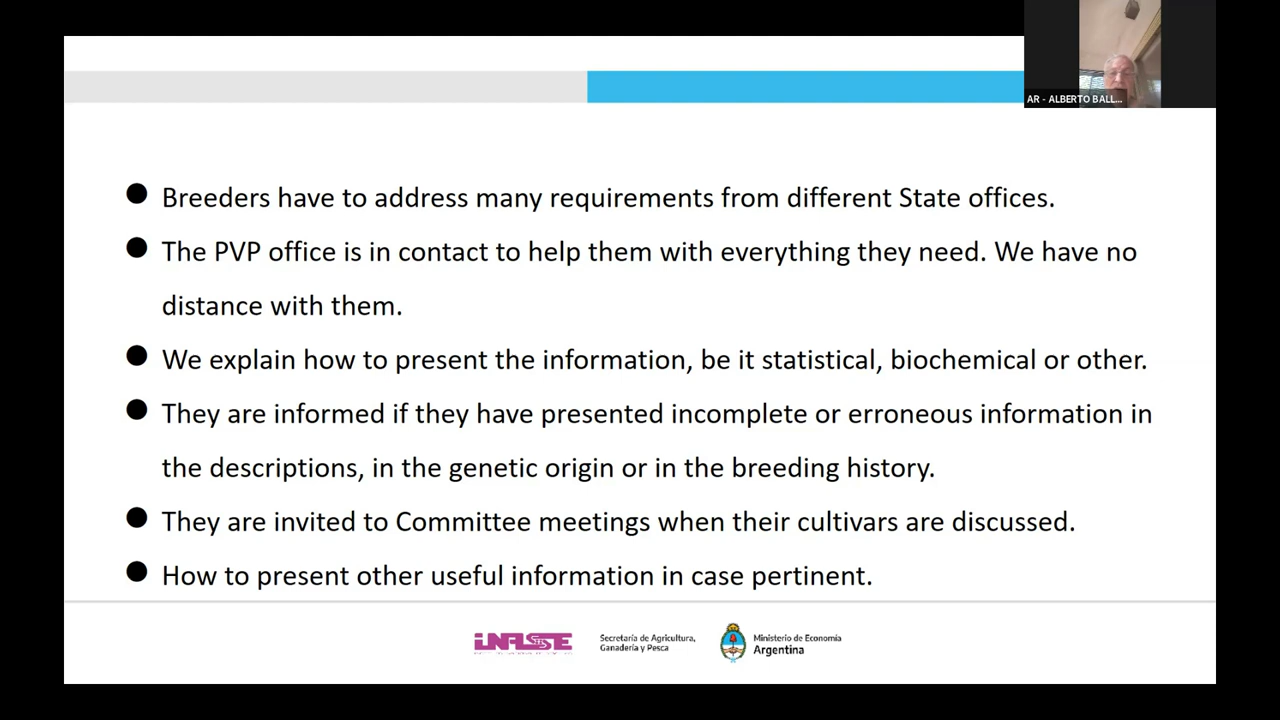 AR - ALBERTO BALL...
● Breeders have to address many requirements from different State offices.
● The PVP office is in contact to help them with everything they need. We have no
distance with them.
● We explain how to present the information, be it statistical, biochemical or other.
● They are informed if they have presented incomplete or erroneous information in
the descriptions, in the genetic origin or in the breeding history.
● They are invited to Committee meetings when their cultivars are discussed.
● How to present other useful information in case pertinent.
INASE
Secretaría de Agricultura,
Ganadería y Pesca
Ministerio de Economía
Argentina